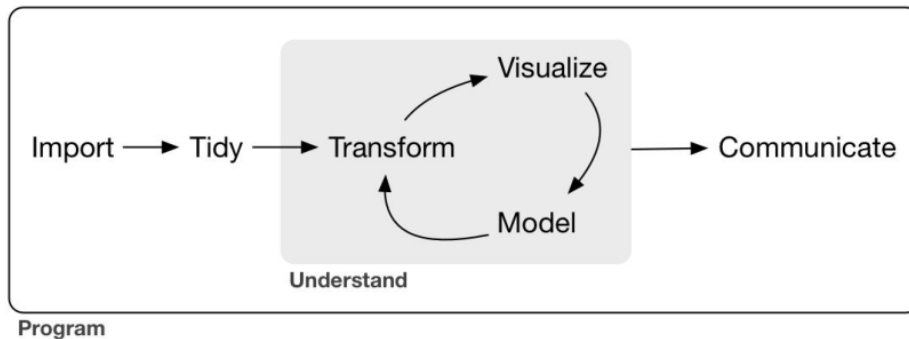 Visualize
Import
Tidy
Transform
Communicate
Model
Understand
Program